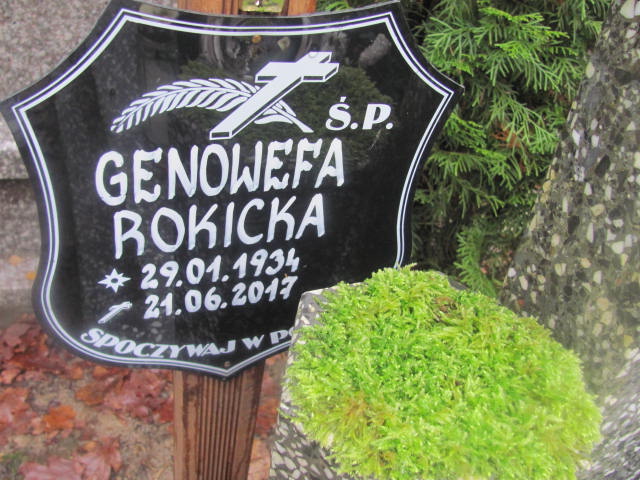 Ś.P.
GENOWEFA
ROKICKA
29.01.1934
21.06.2017
SPOCZYWAJ W